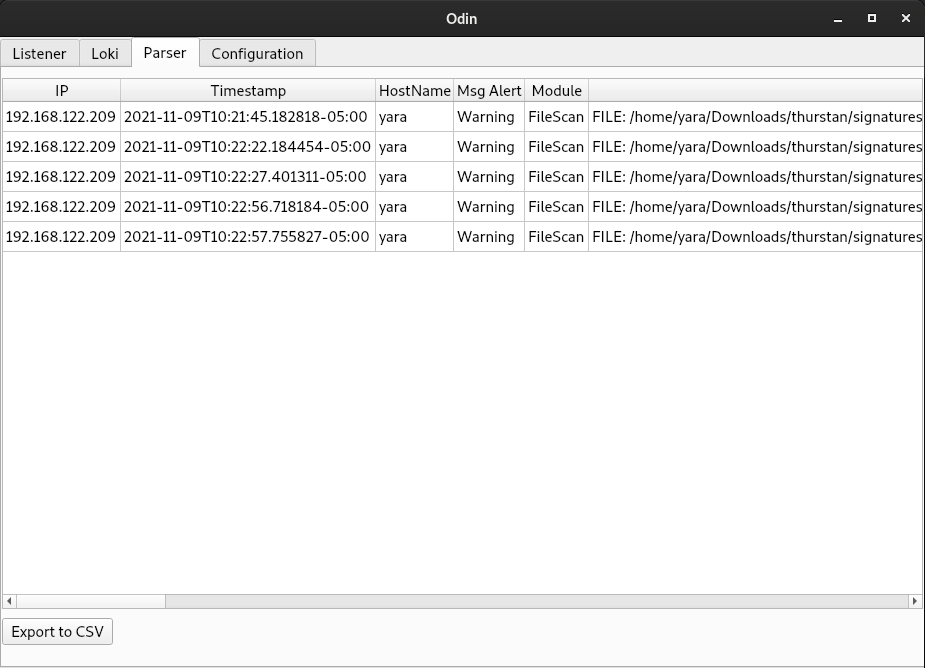 Odin
Listener Loki Parser Configuration
IP Timestamp HostName Msg Alert Module
192.168.122.209 2021-11-09T10:21:45.182818-05:00 yara Warning FileScan FILE: /home/yara/Downloads/thurstan/signatures
192.168.122.209 2021-11-09T10:22:22.184454-05:00 yara Warning FileScan FILE: /home/yara/Downloads/thurstan/signatures
192.168.122.209 2021-11-09T10:22:27.401311-05:00 yara Warning FileScan FILE: /home/yara/Downloads/thurstan/signatures
192.168.122.209 2021-11-09T10:22:56.718184-05:00 yara Warning FileScan FILE: /home/yara/Downloads/thurstan/signatures
192.168.122.209 2021-11-09T10:22:57.755827-05:00 yara Warning FileScan FILE: /home/yara/Downloads/thurstan/signatures
Export to CSV